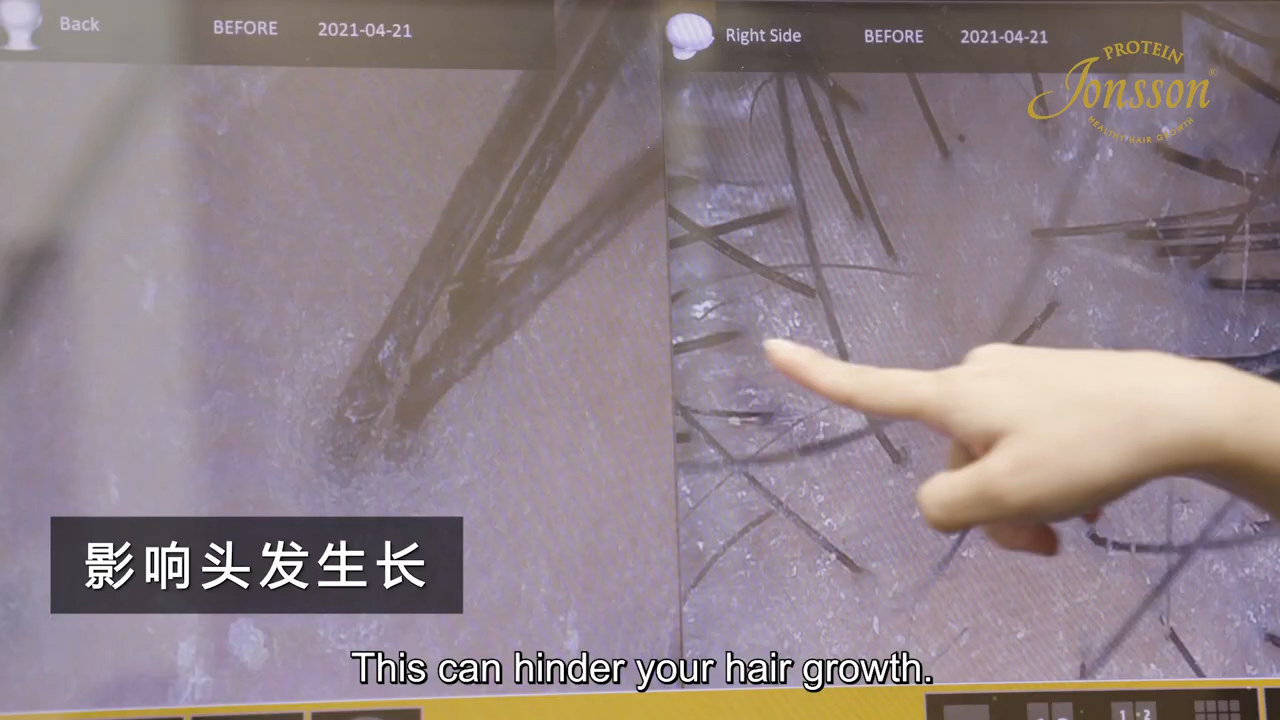 Back BEFORE 2021-04-21
Right Side BEFORE 2021-04-21
PROTEIN
Jonsson®
HEALTHY HAIR GROWTH
影响头发生长
This can hinder your hair growth.
1 2